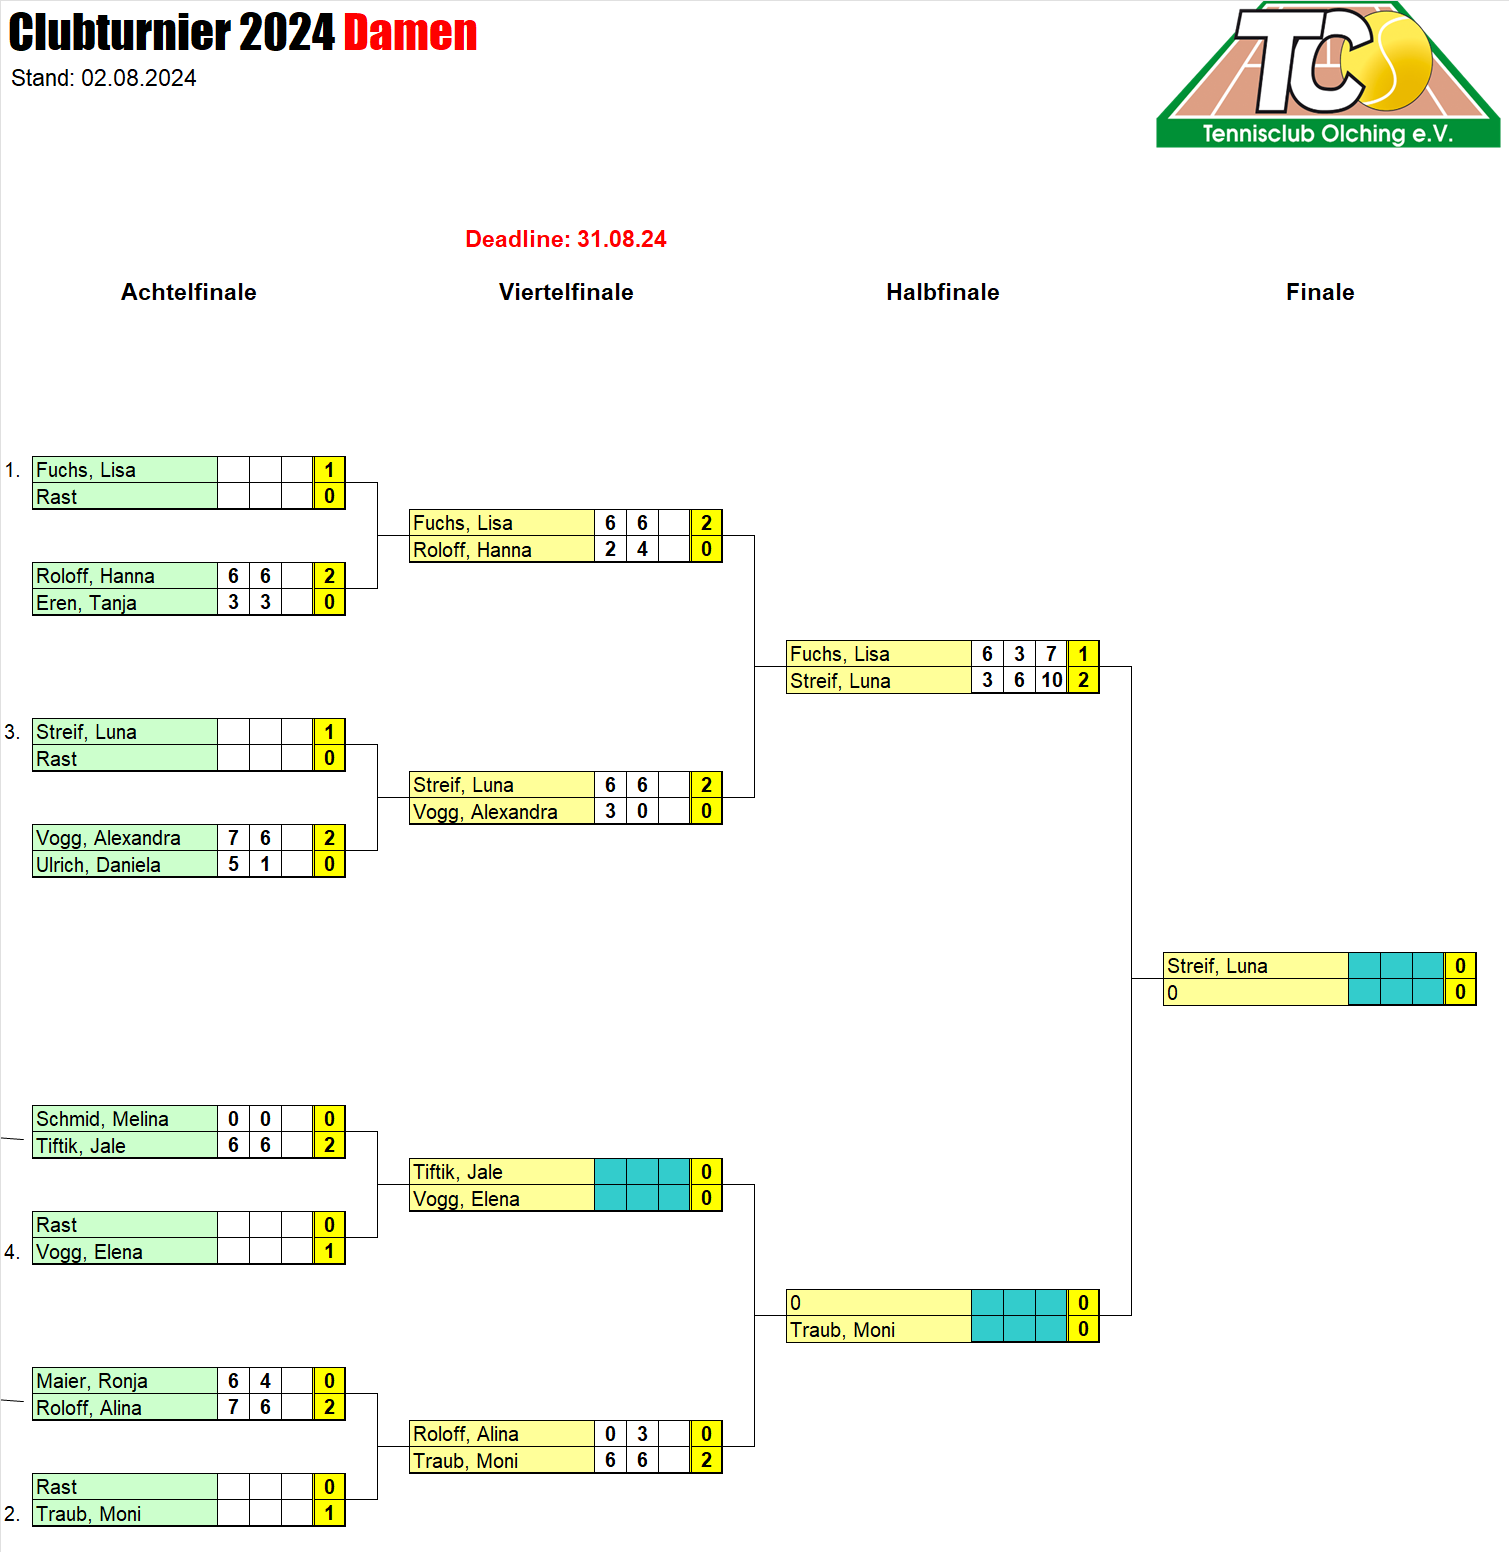 Clubturnier 2024 Damen
Stand: 02.08.2024
TC
Tennisclub Olching e.V.
Deadline: 31.08.24
Achtelfinale Viertelfinale Halbfinale Finale
1. Fuchs, Lisa 1
Rast 0
Fuchs, Lisa 6 6 2
Roloff, Hanna 2 4 0
Roloff, Hanna 6 6 2
Eren, Tanja 3 3 0
Fuchs, Lisa 6 3 7 1
Streif, Luna 3 6 10 2
3. Streif, Luna 1
Rast 0
Streif, Luna 6 6 2
Vogg, Alexandra 3 0 0
Vogg, Alexandra 7 6 2
Ulrich, Daniela 5 1 0
Streif, Luna 0
0 0
Schmid, Melina 0 0 0
Tiftik, Jale 6 6 2
Tiftik, Jale 0
Vogg, Elena 0
Rast 0
4. Vogg, Elena 1
0 0
Traub, Moni 0
Maier, Ronja 6 4 0
Roloff, Alina 7 6 2
Roloff, Alina 0 3 0
Traub, Moni 6 6 2
Rast 0
2. Traub, Moni 1